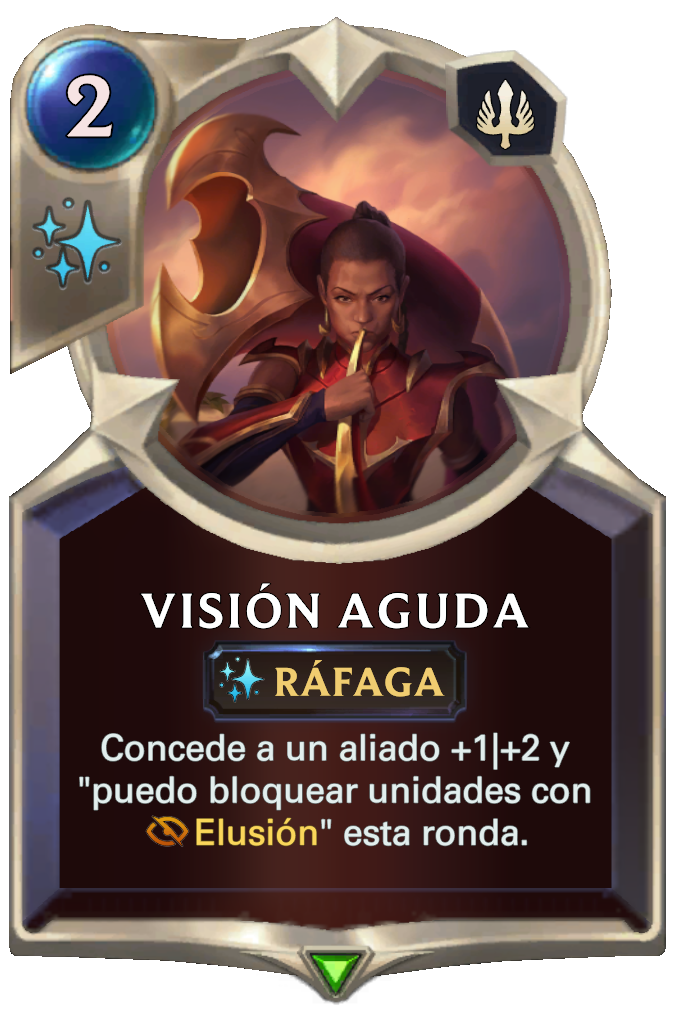 2
VISIÓN AGUDA
RÁFAGA
Concede a un aliado +1|+2 y
"puedo bloquear unidades con
Elusión" esta ronda.